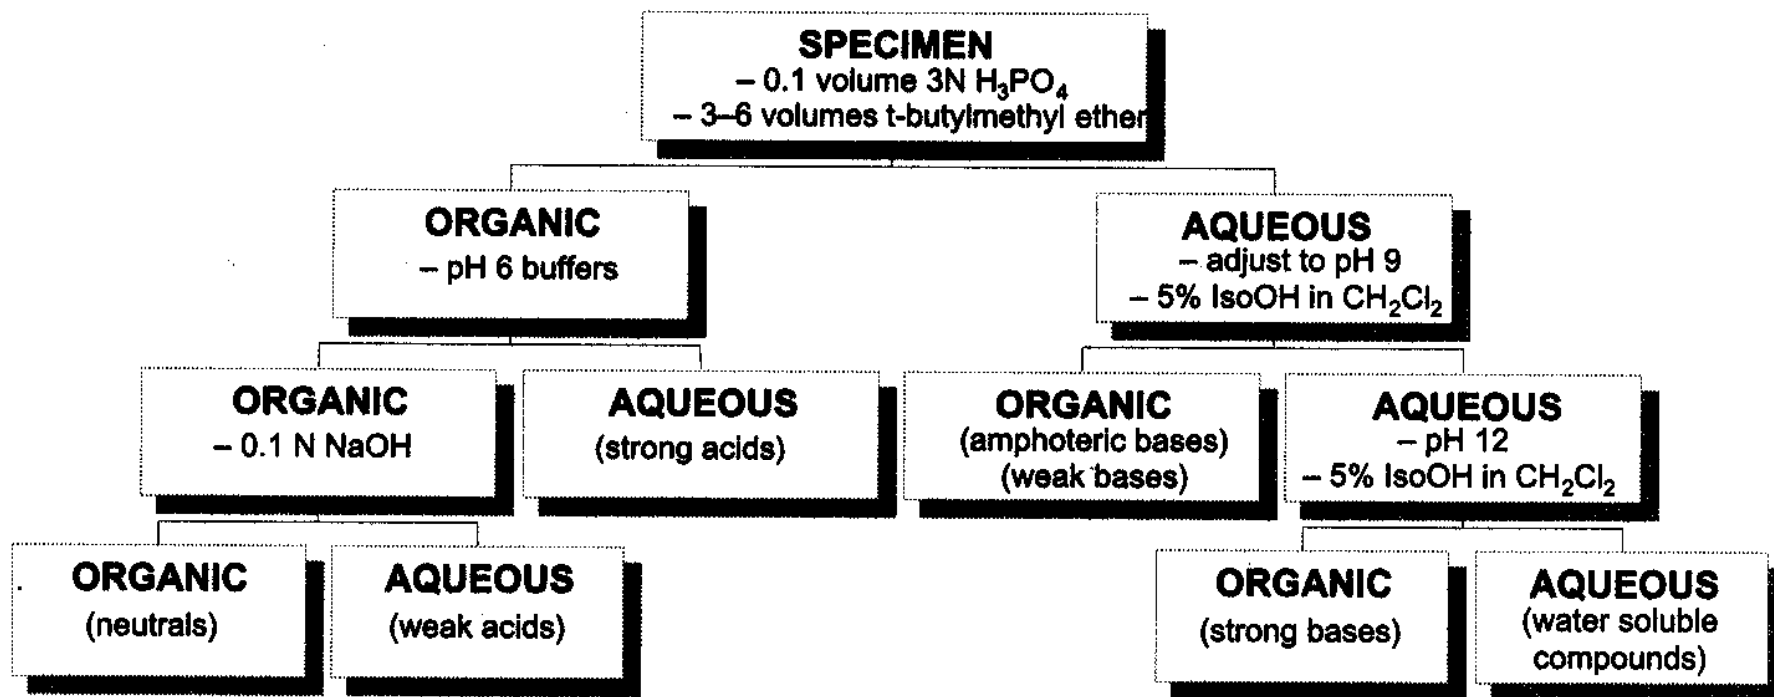 SPECIMEN
– 0.1 volume 3N H₃PO₄
– 3–6 volumes t-butylmethyl ether
ORGANIC
– pH 6 buffers
AQUEOUS
– adjust to pH 9
– 5% IsoOH in CH₂Cl₂
ORGANIC
– 0.1 N NaOH
AQUEOUS
(strong acids)
ORGANIC
(amphoteric bases)
(weak bases)
AQUEOUS
– pH 12
– 5% IsoOH in CH₂Cl₂
ORGANIC
(neutrals)
AQUEOUS
(weak acids)
ORGANIC
(strong bases)
AQUEOUS
(water soluble
compounds)